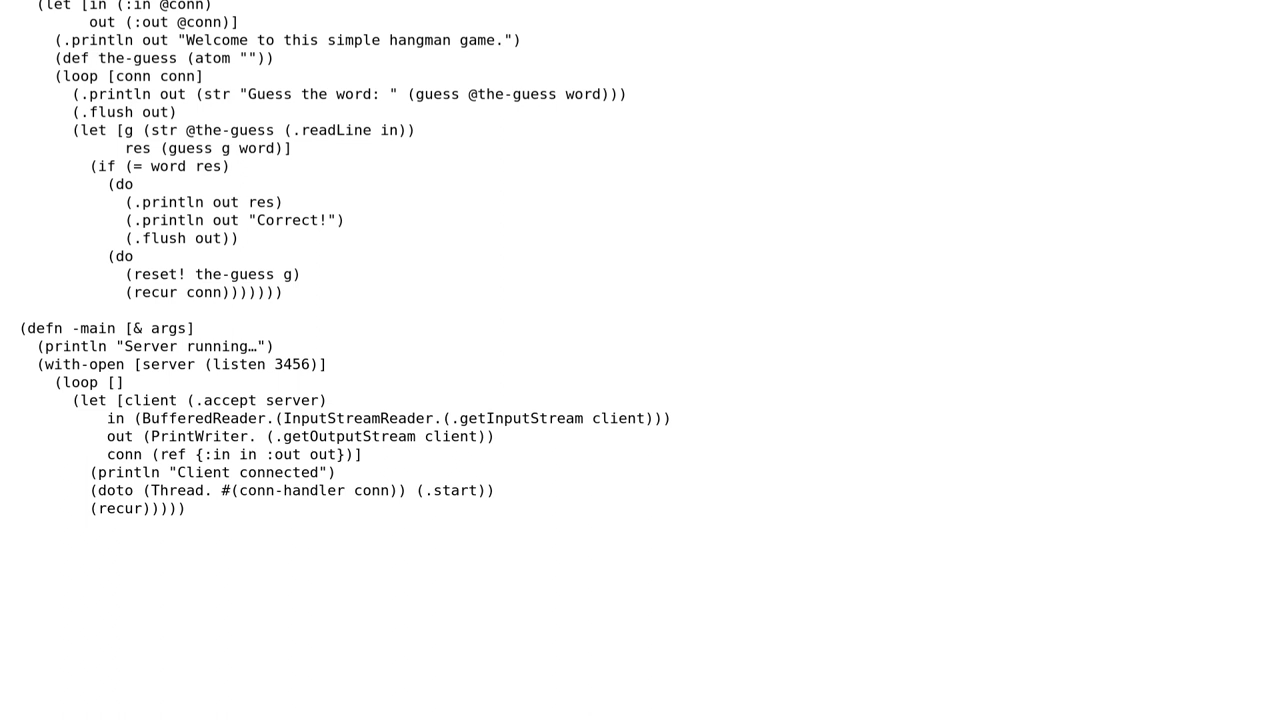 (let [in (:in @conn)
out (:out @conn)]
(.println out "Welcome to this simple hangman game.")
(def the-guess (atom ""))
(loop [conn conn]
(.println out (str "Guess the word: " (guess @the-guess word)))
(.flush out)
(let [g (str @the-guess (.readLine in))
res (guess g word)]
(if (= word res)
(do
(.println out res)
(.println out "Correct!")
(.flush out))
(do
(reset! the-guess g)
(recur conn)))))))
(defn -main [& args]
(println "Server running…")
(with-open [server (listen 3456)]
(loop []
(let [client (.accept server)
in (BufferedReader.(InputStreamReader.(.getInputStream client)))
out (PrintWriter. (.getOutputStream client))
conn (ref {:in in :out out})]
(println "Client connected")
(doto (Thread. #(conn-handler conn)) (.start))
(recur)))))